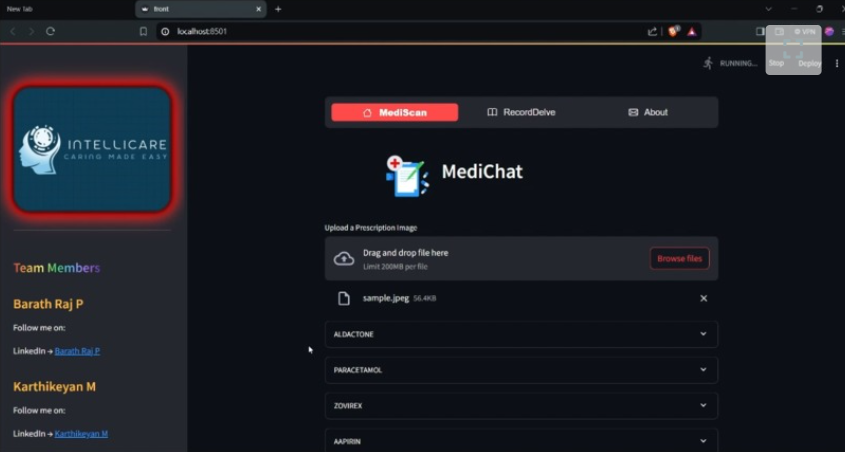 New Tab
front
localhost:8501
VPN
RUNNING...
Stop
Deploy
INTELLICARE
CARING MADE EASY
Team Members
Barath Raj P
Follow me on:
LinkedIn → Barath Raj P
Karthikeyan M
Follow me on:
LinkedIn → Karthikeyan M
MediScan
RecordDelve
About
MediChat
Upload a Prescription Image
Drag and drop file here
Limit 200MB per file
Browse files
sample.jpeg 56.4KB
ALDACTONE
PARACETAMOL
ZOVIREX
AAPIRIN